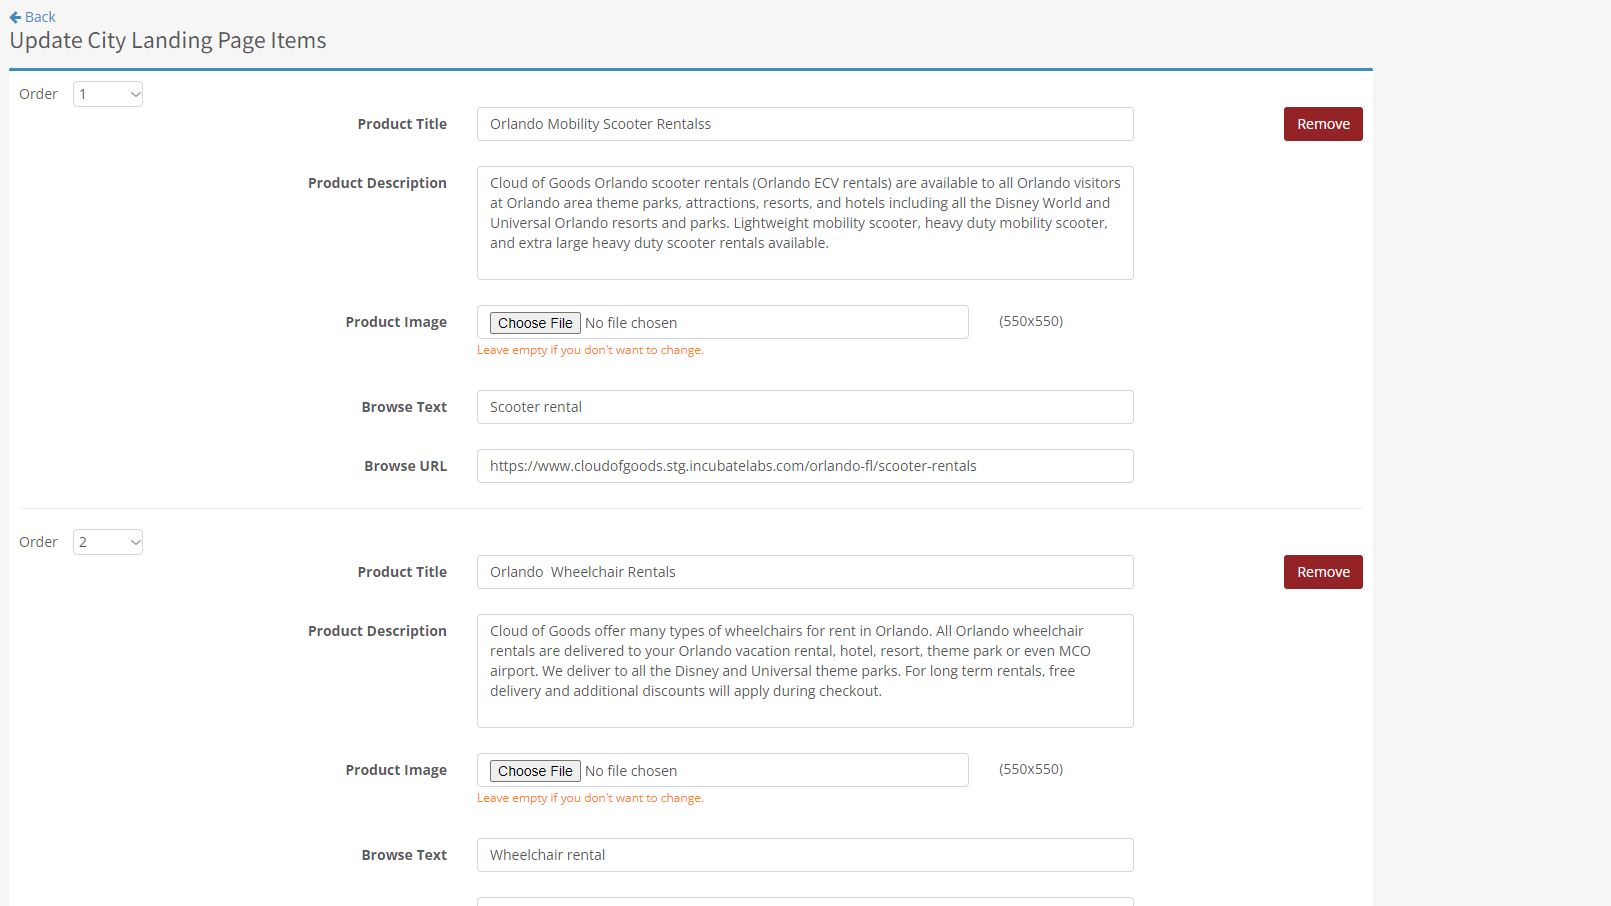 Back
Update City Landing Page Items
Order 1
Product Title Orlando Mobility Scooter Rentalss Remove
Product Description Cloud of Goods Orlando scooter rentals (Orlando ECV rentals) are available to all Orlando visitors
at Orlando area theme parks, attractions, resorts, and hotels including all the Disney World and
Universal Orlando resorts and parks. Lightweight mobility scooter, heavy duty mobility scooter,
and extra large heavy duty scooter rentals available.
Product Image Choose File No file chosen (550x550)
Leave empty if you don't want to change.
Browse Text Scooter rental
Browse URL https://www.cloudofgoods.stg.incubatelabs.com/orlando-fl/scooter-rentals
Order 2
Product Title Orlando  Wheelchair Rentals Remove
Product Description Cloud of Goods offer many types of wheelchairs for rent in Orlando. All Orlando wheelchair
rentals are delivered to your Orlando vacation rental, hotel, resort, theme park or even MCO
airport. We deliver to all the Disney and Universal theme parks. For long term rentals, free
delivery and additional discounts will apply during checkout.
Product Image Choose File No file chosen (550x550)
Leave empty if you don't want to change.
Browse Text Wheelchair rental